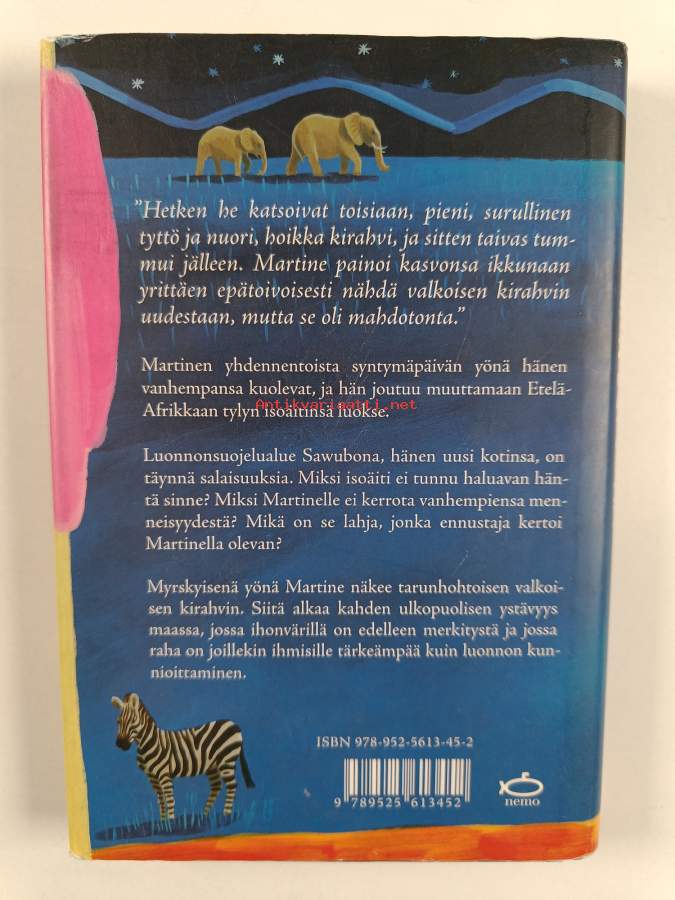 "Hetken he katsoivat toisiaan, pieni, surullinen
tyttö ja nuori, hoikka kirahvi, ja sitten taivas tum-
mui jälleen. Martine painoi kasvonsa ikkunaan
yrittäen epätoivoisesti nähdä valkoisen kirahvin
uudestaan, mutta se oli mahdotonta."
Martinen yhdennentoista syntymäpäivän yönä hänen
vanhempansa kuolevat, ja hän joutuu muuttamaan Etelä-
Antikvariaatti.net
Afrikkaan tylyn isoäitinsä luokse.
Luonnonsuojelualue Sawubona, hänen uusi kotinsa, on
täynnä salaisuuksia. Miksi isoäiti ei tunnu haluavan hän-
tä sinne? Miksi Martinelle ei kerrota vanhempiensa men-
neisyydestä? Mikä on se lahja, jonka ennustaja kertoi
Martinella olevan?
Myrskyisenä yönä Martine näkee tarunhohtoisen valkoi-
sen kirahvin. Siitä alkaa kahden ulkopuolisen ystävyys
maassa, jossa ihonvärillä on edelleen merkitystä ja jossa
raha on joillekin ihmisille tärkeämpää kuin luonnon kun-
nioittaminen.
ISBN 978-952-5613-45-2
9 789525 613452
nemo